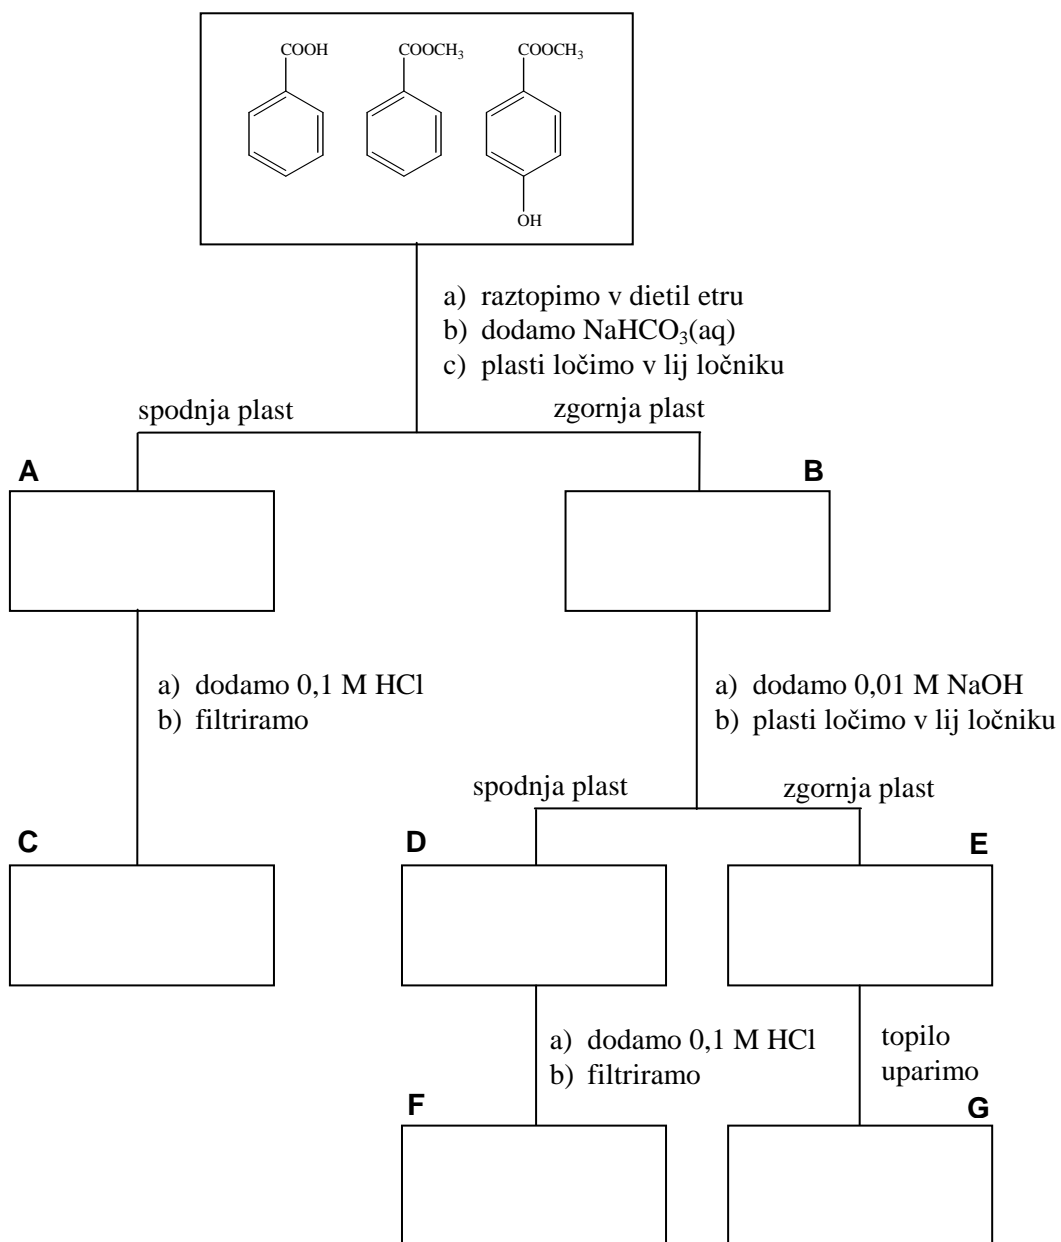 COOH
COOCH₃
COOCH₃
OH
a) raztopimo v dietil etru
b) dodamo NaHCO₃(aq)
c) plasti ločimo v lij ločniku
spodnja plast
zgornja plast
A
B
a) dodamo 0,1 M HCl
b) filtriramo
a) dodamo 0,01 M NaOH
b) plasti ločimo v lij ločniku
spodnja plast
zgornja plast
C
D
E
a) dodamo 0,1 M HCl
b) filtriramo
topilo
uparimo
F
G